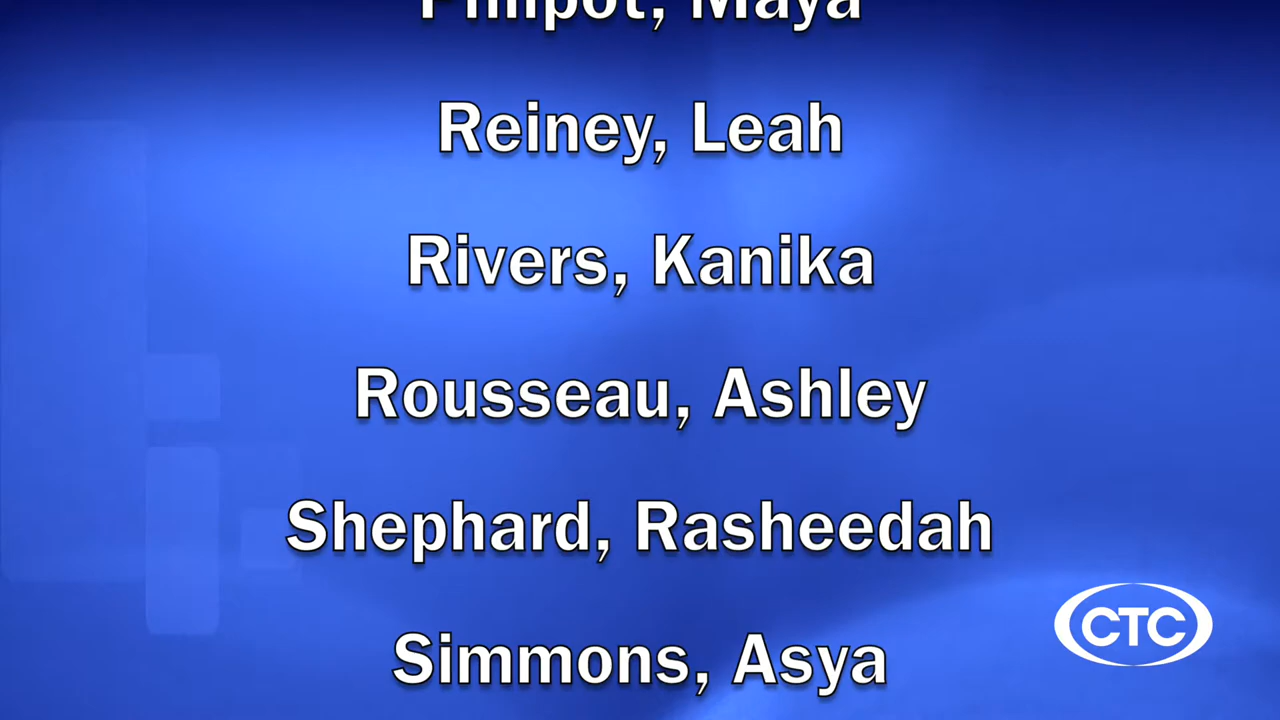 Reiney, Leah
Rivers, Kanika
Rousseau, Ashley
Shephard, Rasheedah
Simmons, Asya
CTC